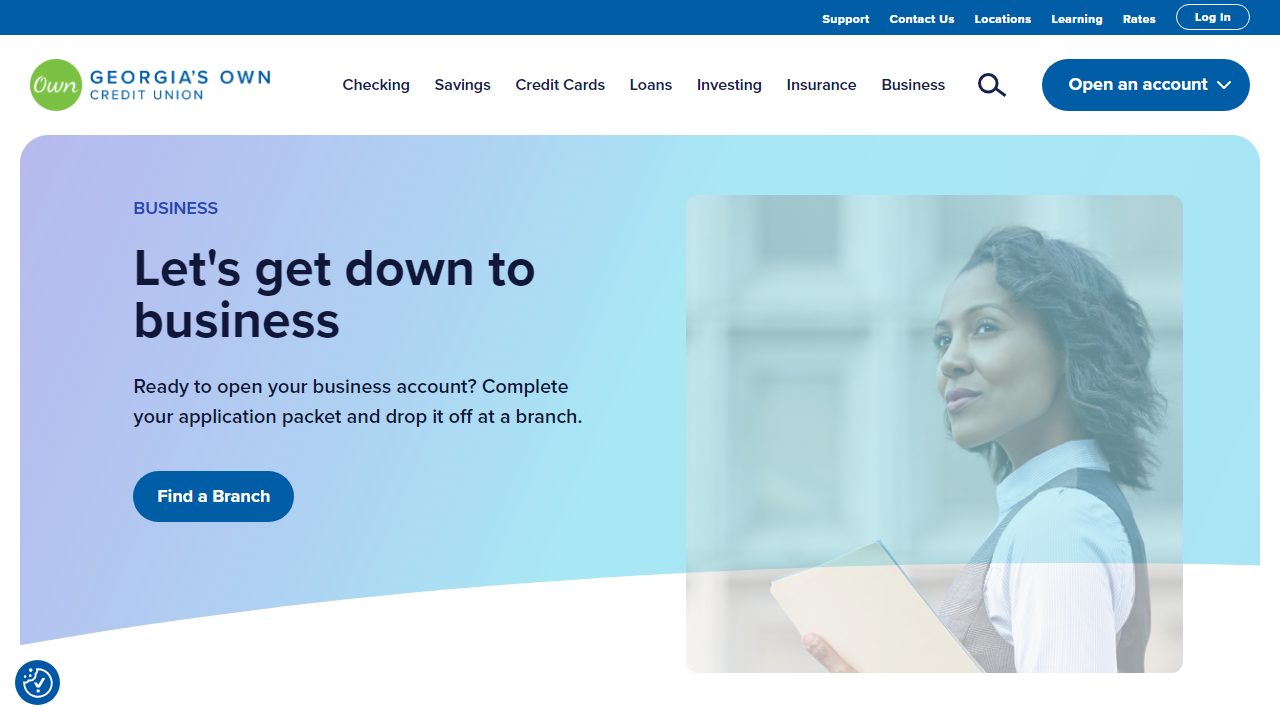 Support Contact Us Locations Learning Rates Log In
Own GEORGIA'S OWN
CREDIT UNION
Checking Savings Credit Cards Loans Investing Insurance Business
Open an account
BUSINESS
Let's get down to
business
Ready to open your business account? Complete
your application packet and drop it off at a branch.
Find a Branch